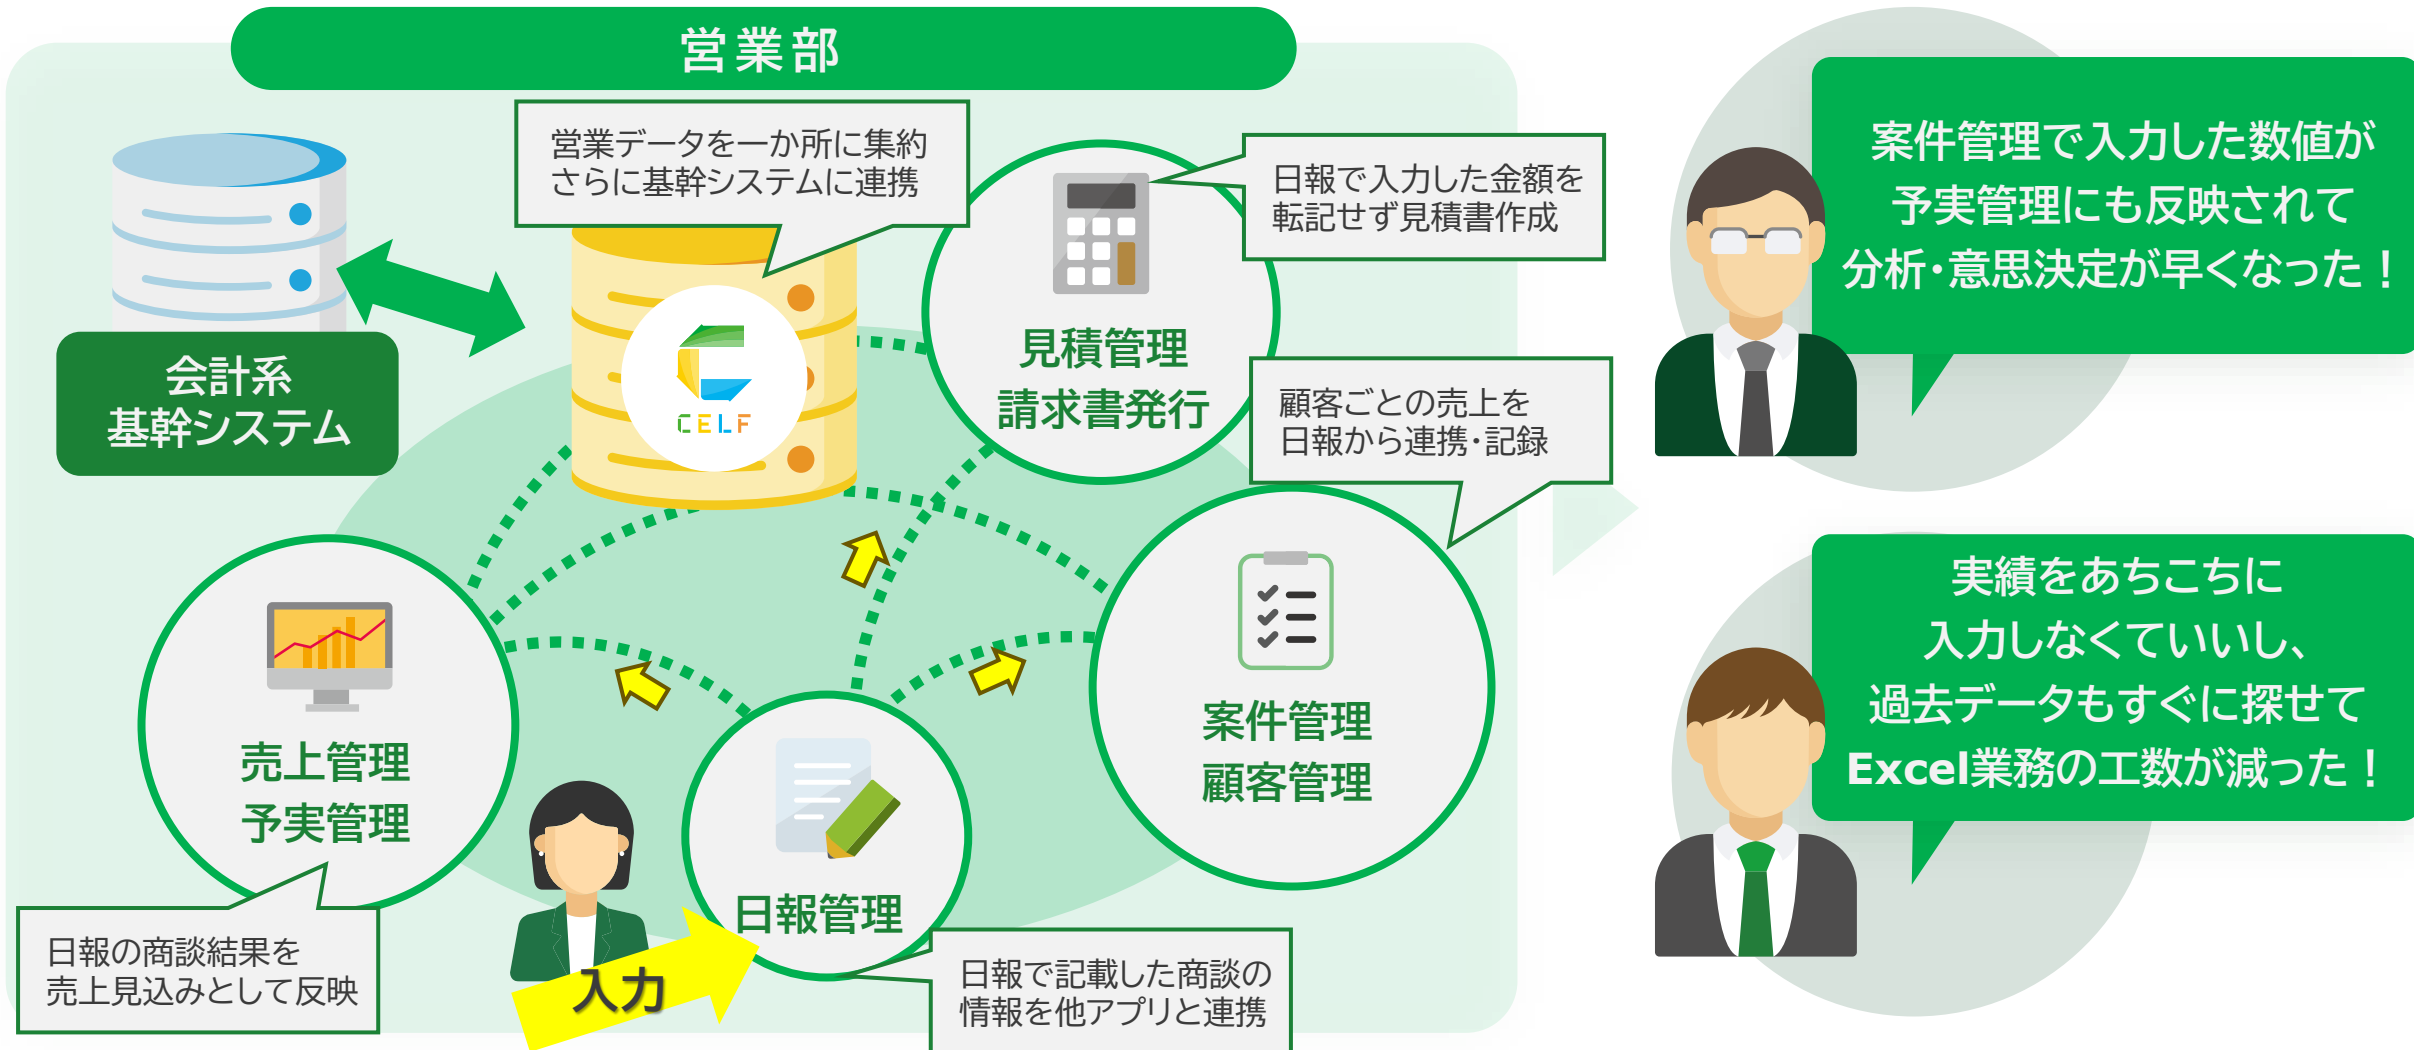 営業部
営業データを一か所に集約
さらに基幹システムに連携
日報で入力した金額を
転記せず見積書作成
会計系
基幹システム
CELF
見積管理
請求書発行
顧客ごとの売上を
日報から連携・記録
売上管理
予実管理
案件管理
顧客管理
日報管理
日報の商談結果を
売上見込みとして反映
入力
日報で記載した商談の
情報を他アプリと連携
案件管理で入力した数値が
予実管理にも反映されて
分析・意思決定が早くなった！
実績をあちこちに
入力しなくていいし、
過去データもすぐに探せて
Excel業務の工数が減った！